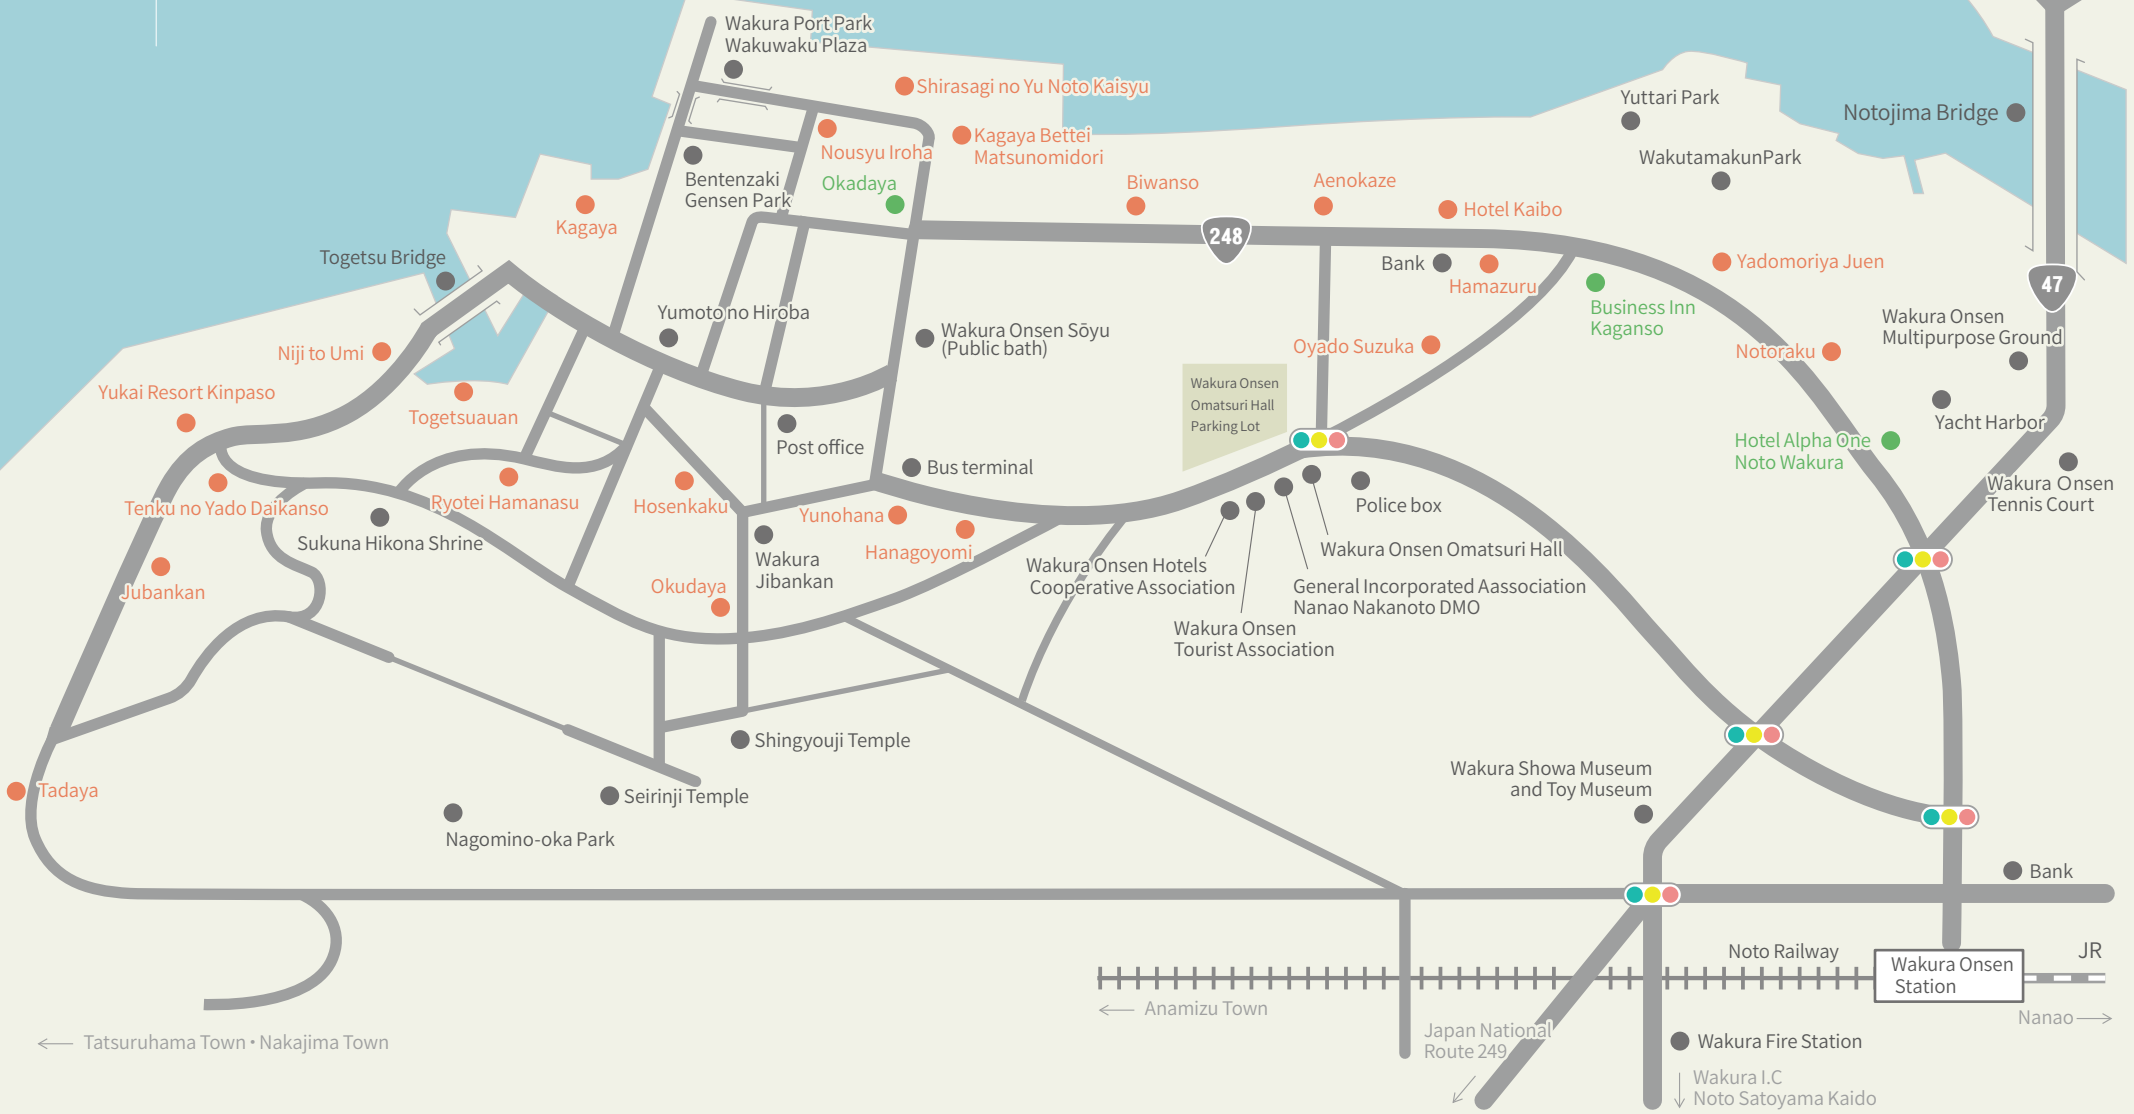 Wakura Port Park
Wakuwaku Plaza
Shirasagi no Yu Noto Kaisyu
Kagaya Bettei
Matsunomidori
Nousyu Iroha
Okadaya
Bentenzaki
Gensen Park
Kagaya
Togetsu Bridge
Biwanso
Aenokaze
Hotel Kaibo
248
Bank
Hamazuru
Yuttari Park
WakutamakunPark
Notojima Bridge
Yadomoriya Juen
47
Business Inn
Kaganso
Wakura Onsen
Multipurpose Ground
Yumoto no Hiroba
Wakura Onsen Sōyu
(Public bath)
Niji to Umi
Oyado Suzuka
Notoraku
Yukai Resort Kinpaso
Togetsuauan
Wakura Onsen
Omatsuri Hall
Parking Lot
Yacht Harbor
Post office
Hotel Alpha One
Noto Wakura
Bus terminal
Wakura Onsen
Tennis Court
Tenku no Yado Daikanso
Ryotei Hamanasu
Hosenkaku
Yunohana
Police box
Sukuna Hikona Shrine
Hanagoyomi
Wakura
Jibankan
Wakura Onsen Omatsuri Hall
Wakura Onsen Hotels
Cooperative Association
General Incorporated Aassociation
Nanao Nakanoto DMO
Jubankan
Okudaya
Wakura Onsen
Tourist Association
Shingyouji Temple
Tadaya
Seirinji Temple
Nagomino-oka Park
Wakura Showa Museum
and Toy Museum
Bank
Noto Railway
JR
Wakura Onsen
Station
← Anamizu Town
Nanao →
Japan National
Route 249
← Tatsuruhama Town・Nakajima Town
Wakura Fire Station
Wakura I.C
Noto Satoyama Kaido